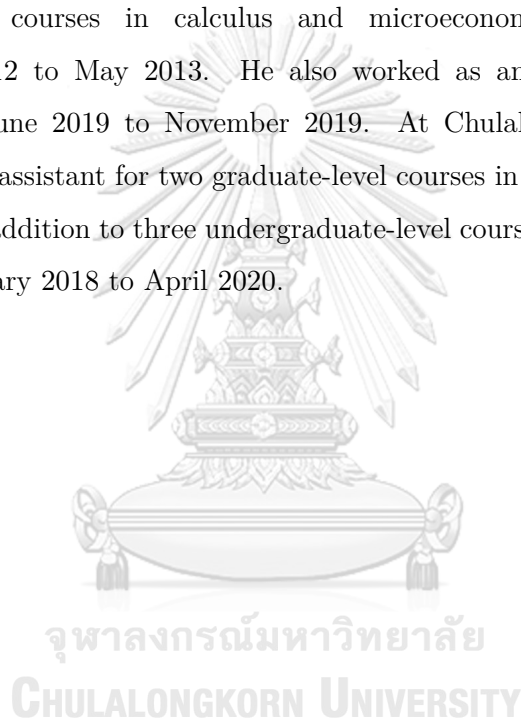 courses in calculus and microeconom
12 to May 2013. He also worked as an
une 2019 to November 2019. At Chulal
assistant for two graduate-level courses in
addition to three undergraduate-level cours
ary 2018 to April 2020.
จุฬาลงกรณ์มหาวิทยาลัย
CHULALONGKORN UNIVERSITY